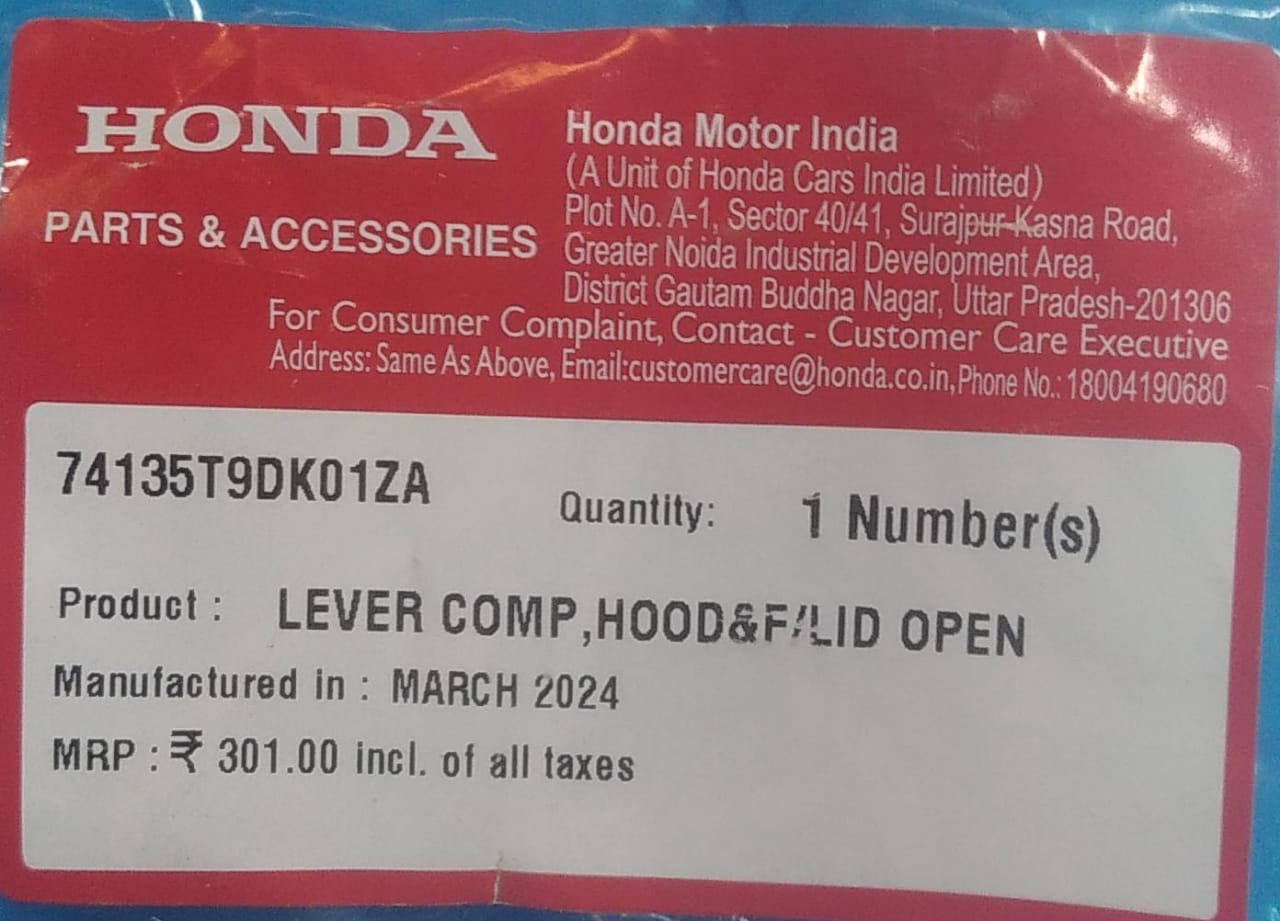 HONDA
PARTS & ACCESSORIES
Honda Motor India
(A Unit of Honda Cars India Limited)
Plot No. A-1, Sector 40/41, Surajpur-Kasna Road,
Greater Noida Industrial Development Area,
District Gautam Buddha Nagar, Uttar Pradesh-201306
For Consumer Complaint, Contact - Customer Care Executive
Address: Same As Above, Email:customercare@honda.co.in, Phone No.: 18004190680
74135T9DK01ZA
Quantity: 1 Number(s)
Product : LEVER COMP,HOOD&F/LID OPEN
Manufactured in : MARCH 2024
MRP : ₹ 301.00 incl. of all taxes